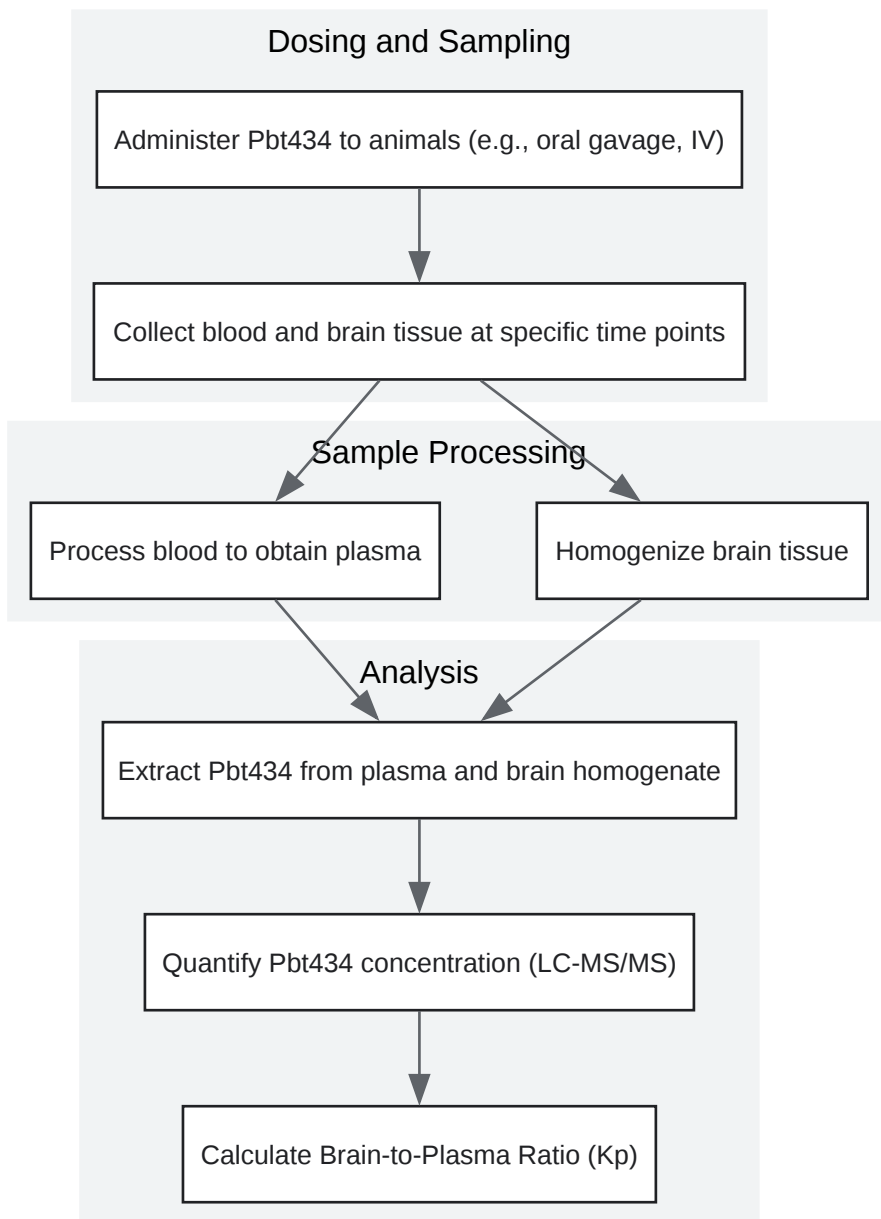 Dosing and Sampling
Administer Pbt434 to animals (e.g., oral gavage, IV)
Collect blood and brain tissue at specific time points
Sample Processing
Process blood to obtain plasma
Homogenize brain tissue
Analysis
Extract Pbt434 from plasma and brain homogenate
Quantify Pbt434 concentration (LC-MS/MS)
Calculate Brain-to-Plasma Ratio (Kp)